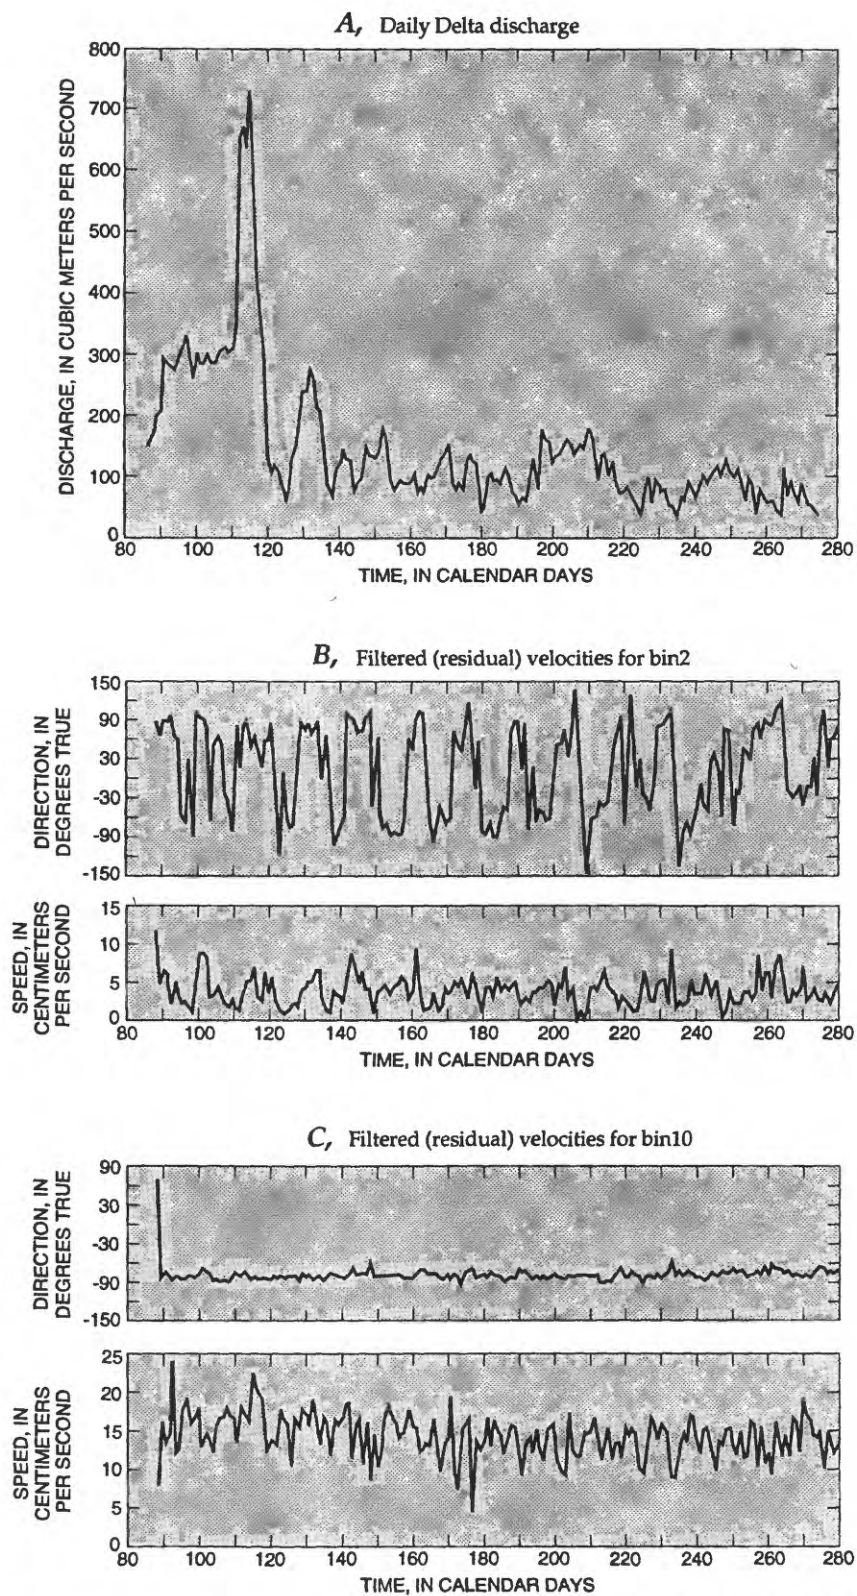 A, Daily Delta discharge
800
700
600
500
400
300
200
100
0
DISCHARGE, IN CUBIC METERS PER SECOND
80 100 120 140 160 180 200 220 240 260 280
TIME, IN CALENDAR DAYS
B, Filtered (residual) velocities for bin2
150
90
30
-30
-90
-150
DIRECTION, IN
DEGREES TRUE
15
10
5
0
SPEED, IN
CENTIMETERS
PER SECOND
80 100 120 140 160 180 200 220 240 260 280
TIME, IN CALENDAR DAYS
C, Filtered (residual) velocities for bin10
90
30
-30
-90
-150
DIRECTION, IN
DEGREES TRUE
25
20
15
10
5
0
SPEED, IN
CENTIMETERS
PER SECOND
80 100 120 140 160 180 200 220 240 260 280
TIME, IN CALENDAR DAYS